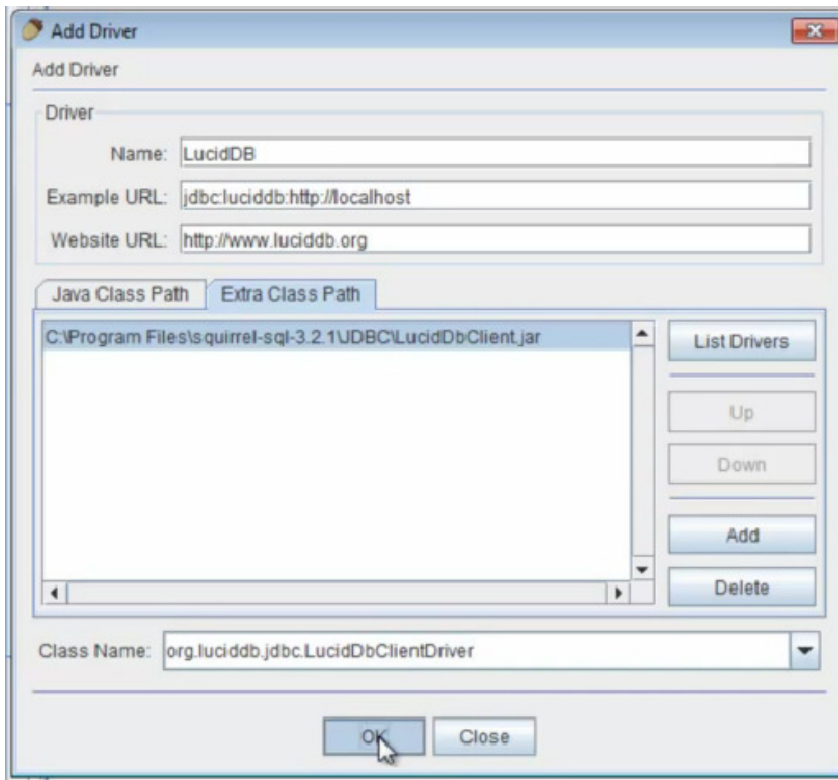 Add Driver
Add Driver
Driver
Name: LucidDB
Example URL: jdbc:luciddb:http://localhost
Website URL: http://www.luciddb.org
Java Class Path Extra Class Path
C:\Program Files\squirrel-sql-3.2.1\JDBC\LucidDbClient.jar
List Drivers
Up
Down
Add
Delete
Class Name: org.luciddb.jdbc.LucidDbClientDriver
OK Close